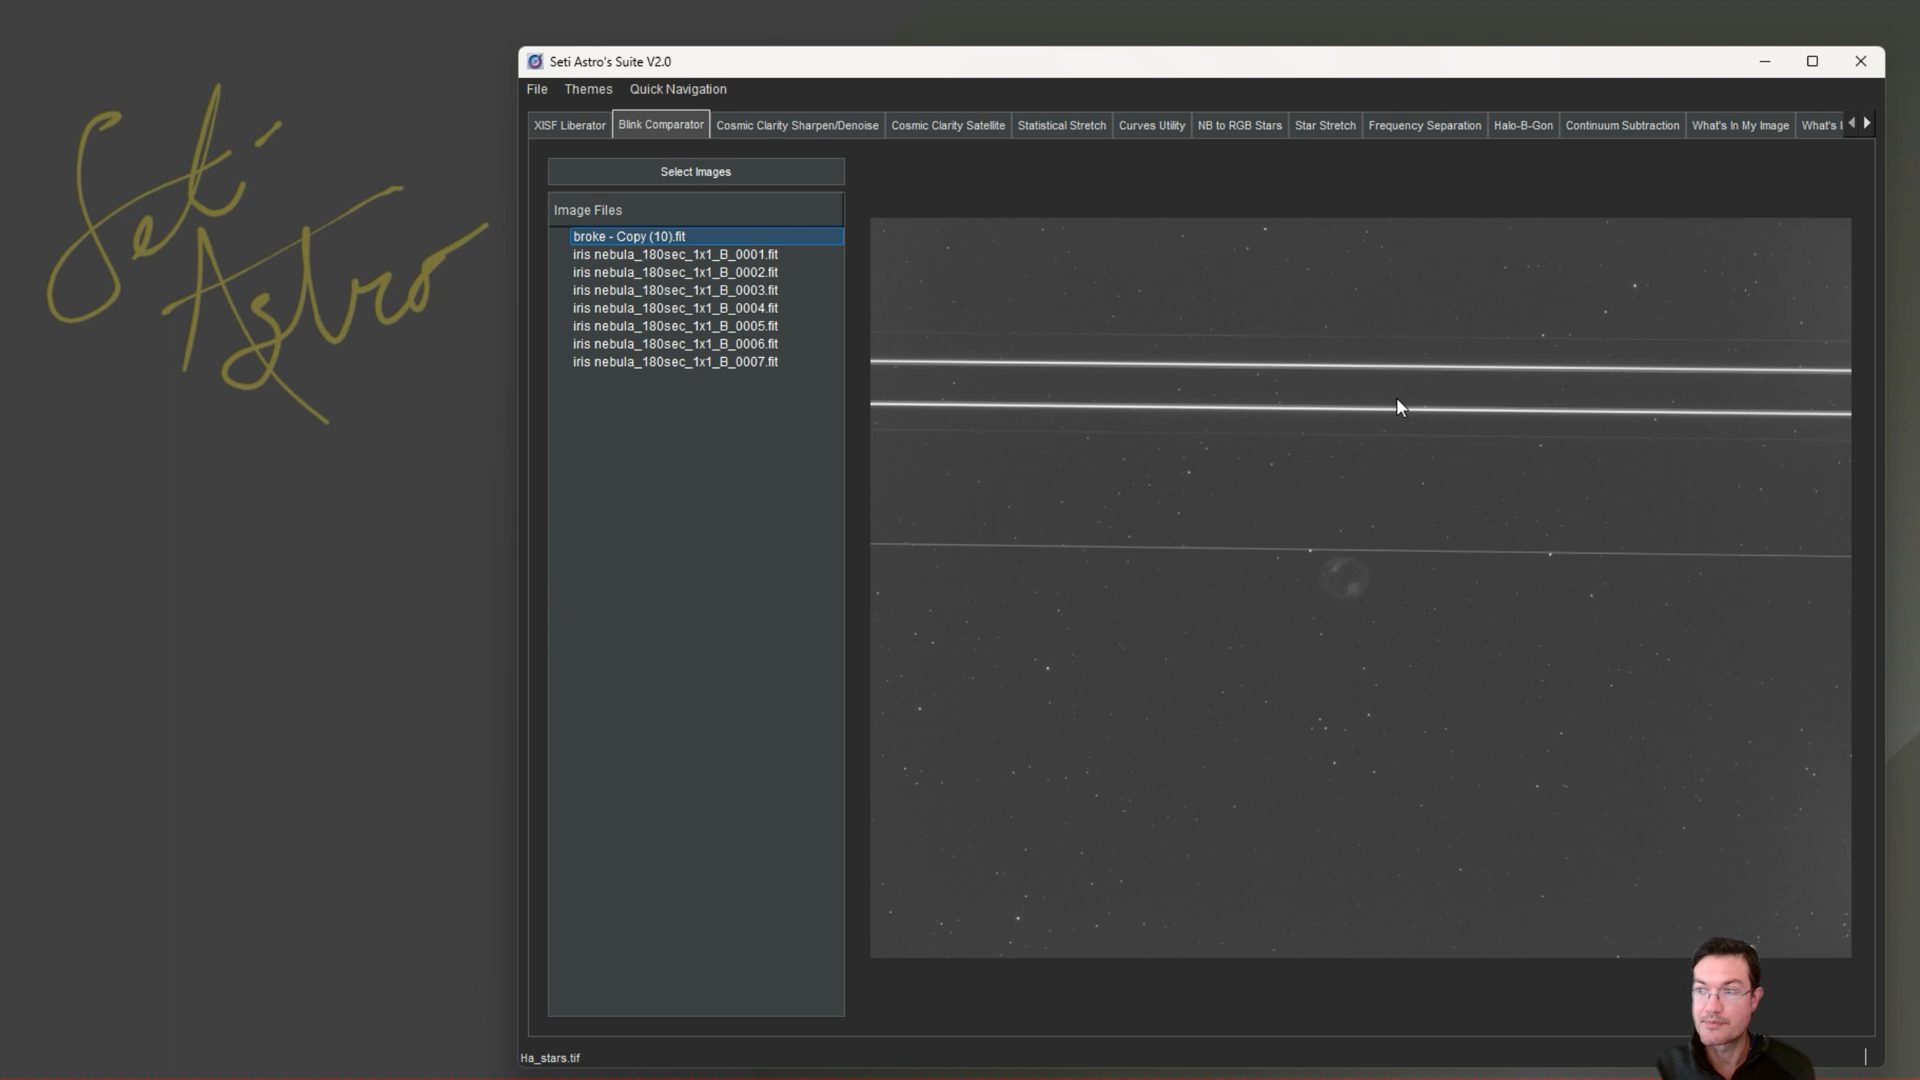 Seti
Astro
Seti Astro's Suite V2.0
File Themes Quick Navigation
XISF Liberator Blink Comparator Cosmic Clarity Sharpen/Denoise Cosmic Clarity Satellite Statistical Stretch Curves Utility NB to RGB Stars Star Stretch Frequency Separation Halo-B-Gon Continuum Subtraction What's In My Image What's I
Select Images
Image Files
broke - Copy (10).fit
iris nebula_180sec_1x1_B_0001.fit
iris nebula_180sec_1x1_B_0002.fit
iris nebula_180sec_1x1_B_0003.fit
iris nebula_180sec_1x1_B_0004.fit
iris nebula_180sec_1x1_B_0005.fit
iris nebula_180sec_1x1_B_0006.fit
iris nebula_180sec_1x1_B_0007.fit
Ha_stars.tif